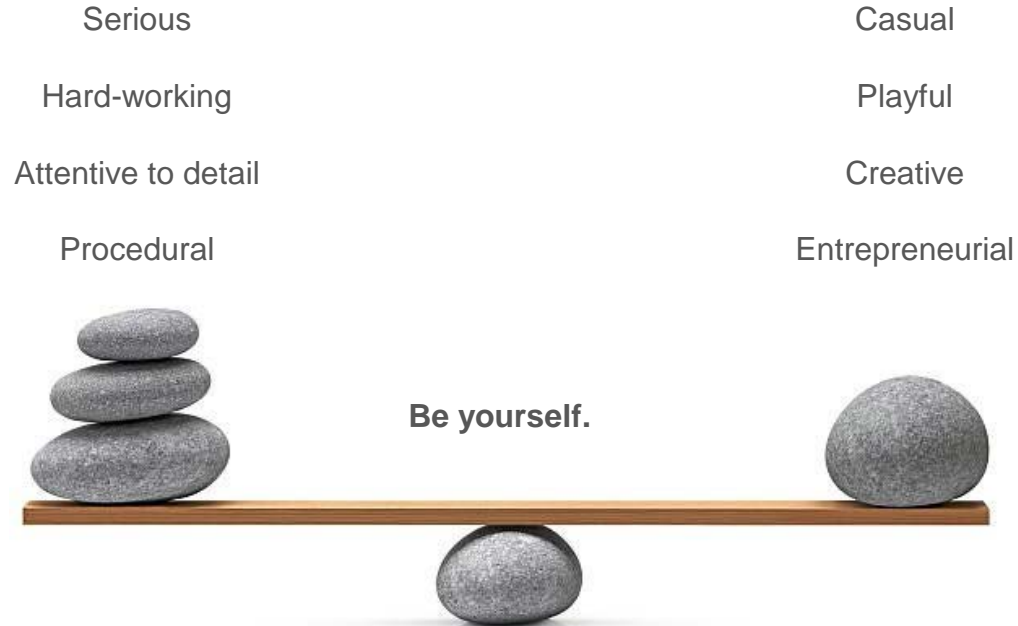 Serious
Hard-working
Attentive to detail
Procedural
Casual
Playful
Creative
Entrepreneurial
Be yourself.